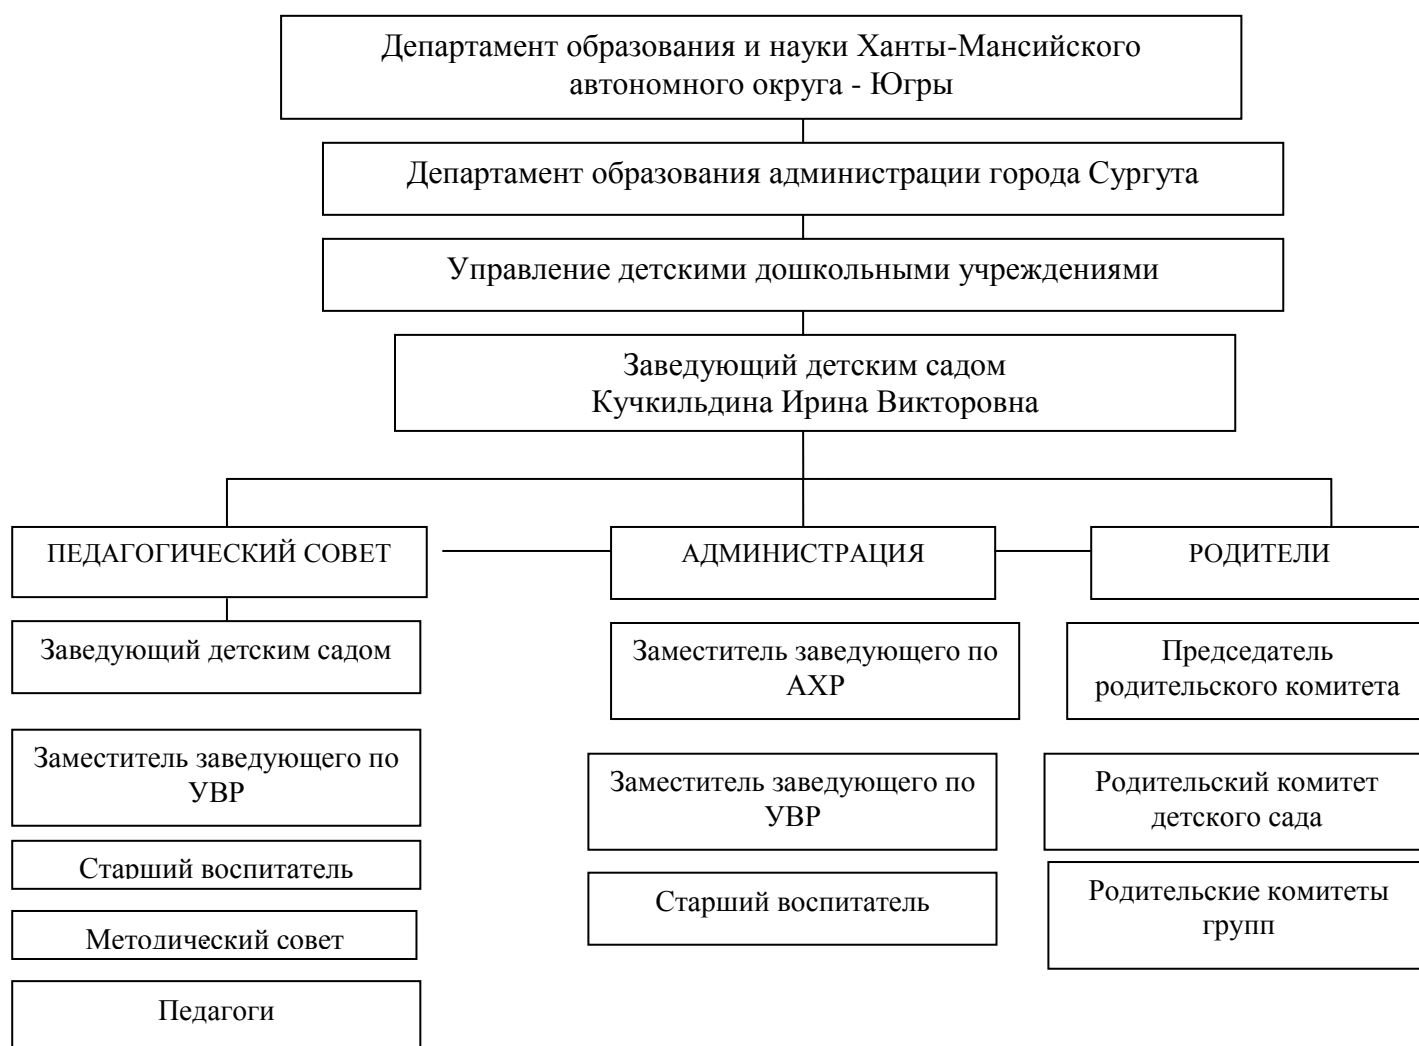 Департамент образования и науки Ханты-Мансийского
автономного округа - Югры
Департамент образования администрации города Сургута
Управление детскими дошкольными учреждениями
Заведующий детским садом
Кучкильдина Ирина Викторовна
ПЕДАГОГИЧЕСКИЙ СОВЕТ
АДМИНИСТРАЦИЯ
РОДИТЕЛИ
Заведующий детским садом
Заместитель заведующего по
УВР
Старший воспитатель
Методический совет
Педагоги
Заместитель заведующего по
АХР
Заместитель заведующего по
УВР
Старший воспитатель
Председатель
родительского комитета
Родительский комитет
детского сада
Родительские комитеты
групп